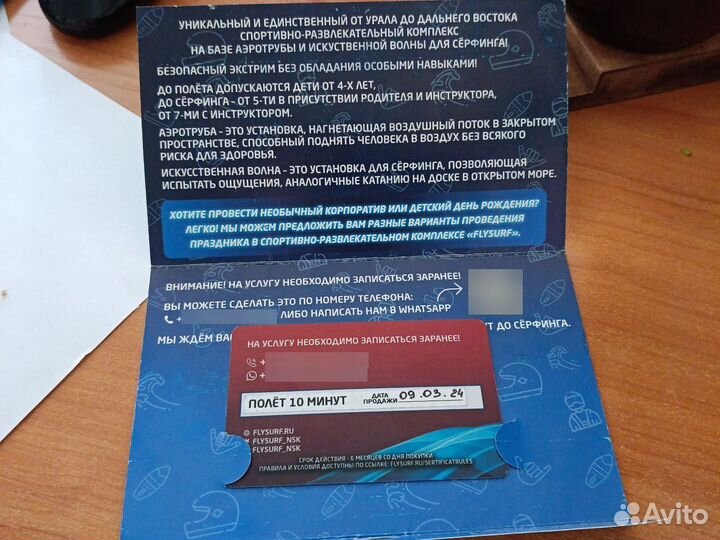 УНИКАЛЬНЫЙ И ЕДИНСТВЕННЫЙ ОТ УРАЛА ДО ДАЛЬНЕГО ВОСТОКА
СПОРТИВНО-РАЗВЛЕКАТЕЛЬНЫЙ КОМПЛЕКС
НА БАЗЕ АЭРОТРУБЫ И ИСКУСТВЕННОЙ ВОЛНЫ ДЛЯ СЁРФИНГА!
БЕЗОПАСНЫЙ ЭКСТРИМ БЕЗ ОБЛАДАНИЯ ОСОБЫМИ НАВЫКАМИ!
ДО ПОЛЁТА ДОПУСКАЮТСЯ ДЕТИ ОТ 4-Х ЛЕТ,
ДО СЁРФИНГА - ОТ 5-ТИ В ПРИСУТСТВИИ РОДИТЕЛЯ И ИНСТРУКТОРА,
ОТ 7-МИ С ИНСТРУКТОРОМ.
АЭРОТРУБА - ЭТО УСТАНОВКА, НАГНЕТАЮЩАЯ ВОЗДУШНЫЙ ПОТОК В ЗАКРЫТОМ
ПРОСТРАНСТВЕ, СПОСОБНЫЙ ПОДНЯТЬ ЧЕЛОВЕКА В ВОЗДУХ БЕЗ ВСЯКОГО
РИСКА ДЛЯ ЗДОРОВЬЯ.
ИСКУССТВЕННАЯ ВОЛНА - ЭТО УСТАНОВКА ДЛЯ СЁРФИНГА, ПОЗВОЛЯЮЩАЯ
ИСПЫТАТЬ ОЩУЩЕНИЯ, АНАЛОГИЧНЫЕ КАТАНИЮ НА ДОСКЕ В ОТКРЫТОМ МОРЕ.
ХОТИТЕ ПРОВЕСТИ НЕОБЫЧНЫЙ КОРПОРАТИВ ИЛИ ДЕТСКИЙ ДЕНЬ РОЖДЕНИЯ?
ЛЕГКО! МЫ МОЖЕМ ПРЕДЛОЖИТЬ ВАМ РАЗНЫЕ ВАРИАНТЫ ПРОВЕДЕНИЯ
ПРАЗДНИКА В СПОРТИВНО-РАЗВЛЕКАТЕЛЬНОМ КОМПЛЕКСЕ «FLYSURF».
ВНИМАНИЕ! НА УСЛУГУ НЕОБХОДИМО ЗАПИСАТЬСЯ ЗАРАНЕЕ!
ВЫ МОЖЕТЕ СДЕЛАТЬ ЭТО ПО НОМЕРУ ТЕЛЕФОНА:
+ ЛИБО НАПИСАТЬ НАМ В WHATSAPP
МЫ ЖДЁМ ВАС ДО СЁРФИНГА.
НА УСЛУГУ НЕОБХОДИМО ЗАПИСАТЬСЯ ЗАРАНЕЕ!
+
+
ПОЛЁТ 10 МИНУТ ДАТА ПРОДАЖИ 09.03.24
FLYSURF.RU
FLYSURF_NSK
FLYSURF_NSK
СРОК ДЕЙСТВИЯ - 6 МЕСЯЦЕВ СО ДНЯ ПОКУПКИ
ПРАВИЛА И УСЛОВИЯ ДОСТУПНЫ ПО ССЫЛКЕ: FLYSURF.RU/SERTIFICATRULES
Avito